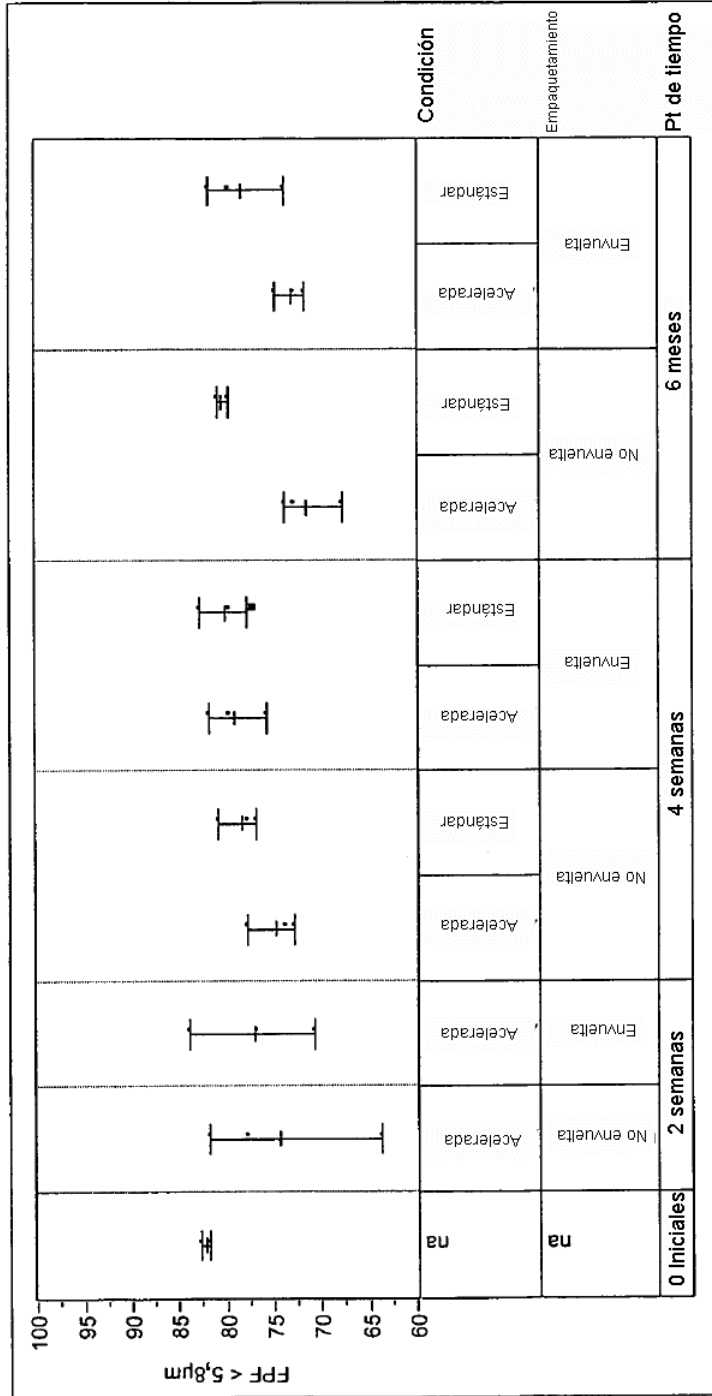 FPF < 5,8µm
100
95
90
85
80
75
70
65
60
na Acelerada Acelerada Acelerada Estándar Acelerada Estándar Acelerada Estándar Acelerada Estándar Condición
na No envuelta Envuelta No envuelta Envuelta No envuelta Envuelta Empaquetamiento
0 Iniciales 2 semanas 4 semanas 6 meses Pt de tiempo